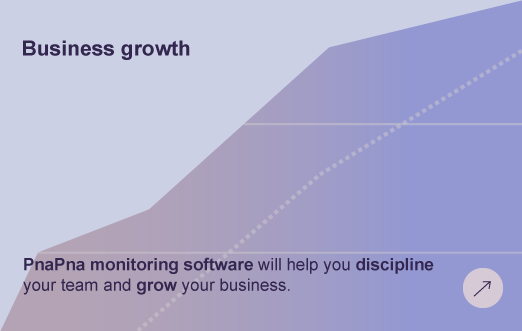 Business growth
PnaPna monitoring software will help you discipline
your team and grow your business.